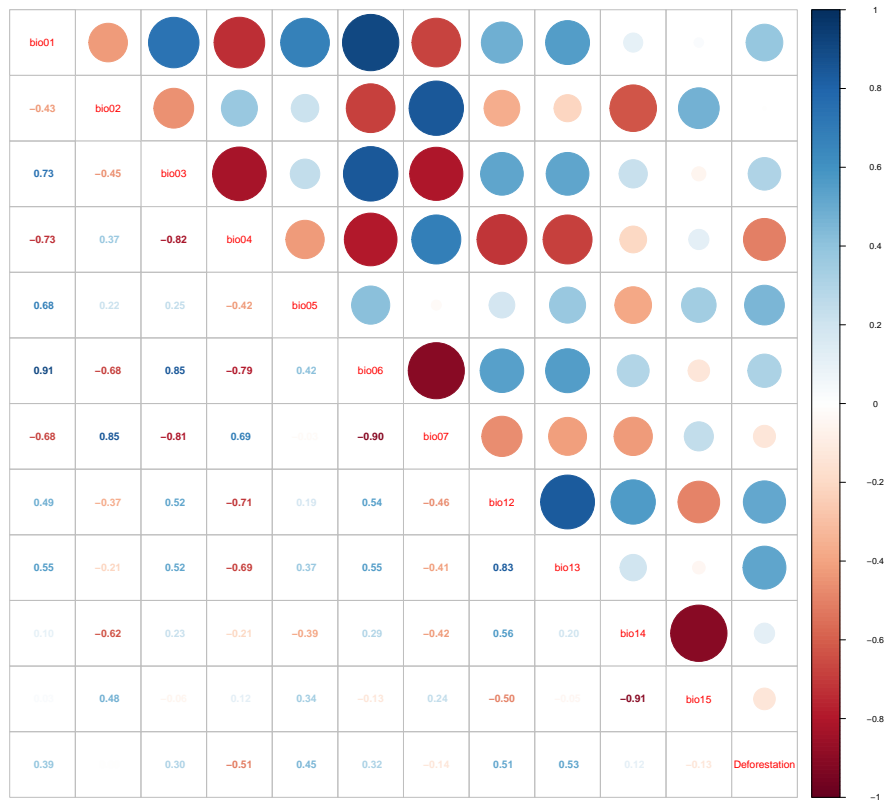 bio01
−0.43 bio02
0.73 −0.45 bio03
−0.73 0.37 −0.82 bio04
0.68 0.22 0.25 −0.42 bio05
0.91 −0.68 0.85 −0.79 0.42 bio06
−0.68 0.85 −0.81 0.69 −0.90 bio07
0.49 −0.37 0.52 −0.71 0.19 0.54 −0.46 bio12
0.55 −0.21 0.52 −0.69 0.37 0.55 −0.41 0.83 bio13
0.10 −0.62 0.23 −0.21 −0.39 0.29 −0.42 0.56 0.20 bio14
0.48 −0.05 0.12 0.34 −0.13 0.24 −0.50 −0.05 −0.91 bio15
0.39 0.30 −0.51 0.45 0.32 −0.14 0.51 0.53 0.12 −0.13 Deforestation
1
0.8
0.6
0.4
0.2
0
−0.2
−0.4
−0.6
−0.8
−1